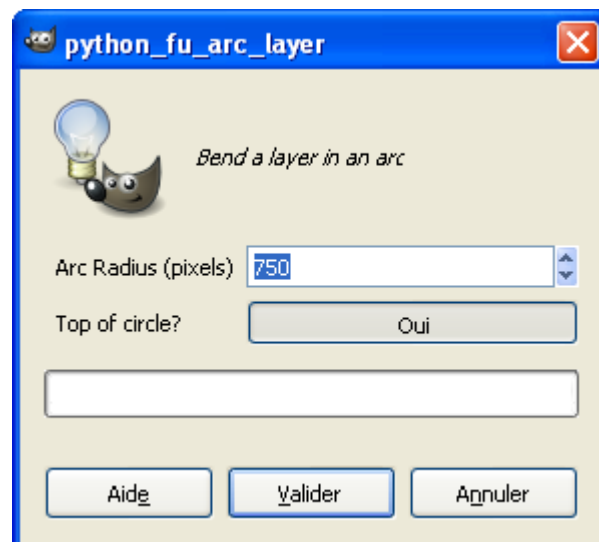 python_fu_arc_layer
Bend a layer in an arc
Arc Radius (pixels) 750
Top of circle? Oui
Aide Valider Annuler